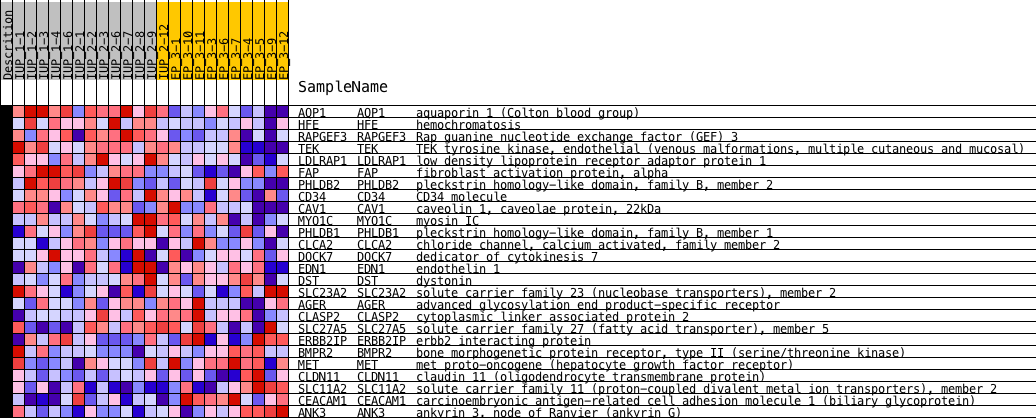 Descrition
IUP_1-1
IUP_1-2
IUP_1-3
IUP_1-4
IUP_1-6
IUP_2-1
IUP_2-2
IUP_2-3
IUP_2-6
IUP_2-7
IUP_2-8
IUP_2-9
IUP_2-12
EP_3-1
EP_3-10
EP_3-11
EP_3-3
EP_3-6
EP_3-7
EP_3-4
EP_3-5
EP_3-9
EP_3-12
SampleName
AQP1 AQP1 aquaporin 1 (Colton blood group)
HFE HFE hemochromatosis
RAPGEF3 RAPGEF3 Rap guanine nucleotide exchange factor (GEF) 3
TEK TEK TEK tyrosine kinase, endothelial (venous malformations, multiple cutaneous and mucosal)
LDLRAP1 LDLRAP1 low density lipoprotein receptor adaptor protein 1
FAP FAP fibroblast activation protein, alpha
PHLDB2 PHLDB2 pleckstrin homology-like domain, family B, member 2
CD34 CD34 CD34 molecule
CAV1 CAV1 caveolin 1, caveolae protein, 22kDa
MYO1C MYO1C myosin IC
PHLDB1 PHLDB1 pleckstrin homology-like domain, family B, member 1
CLCA2 CLCA2 chloride channel, calcium activated, family member 2
DOCK7 DOCK7 dedicator of cytokinesis 7
EDN1 EDN1 endothelin 1
DST DST dystonin
SLC23A2 SLC23A2 solute carrier family 23 (nucleobase transporters), member 2
AGER AGER advanced glycosylation end product-specific receptor
CLASP2 CLASP2 cytoplasmic linker associated protein 2
SLC27A5 SLC27A5 solute carrier family 27 (fatty acid transporter), member 5
ERBB2IP ERBB2IP erbb2 interacting protein
BMPR2 BMPR2 bone morphogenetic protein receptor, type II (serine/threonine kinase)
MET MET met proto-oncogene (hepatocyte growth factor receptor)
CLDN11 CLDN11 claudin 11 (oligodendrocyte transmembrane protein)
SLC11A2 SLC11A2 solute carrier family 11 (proton-coupled divalent metal ion transporters), member 2
CEACAM1 CEACAM1 carcinoembryonic antigen-related cell adhesion molecule 1 (biliary glycoprotein)
ANK3 ANK3 ankyrin 3, node of Ranvier (ankyrin G)